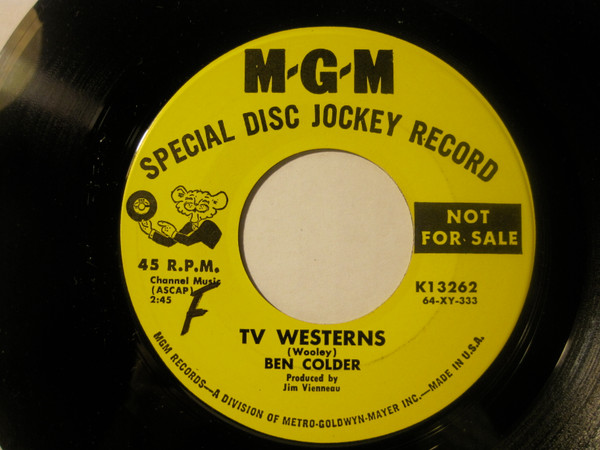 M-G-M
SPECIAL DISC JOCKEY RECORD
NOT
FOR SALE
45 R.P.M.
Channel Music
(ASCAP)
2:45
F
K13262
64-XY-333
TV WESTERNS
(Wooley)
BEN COLDER
Produced by
Jim Vienneau
MGM RECORDS—A DIVISION OF METRO-GOLDWYN-MAYER INC.—MADE IN U.S.A.